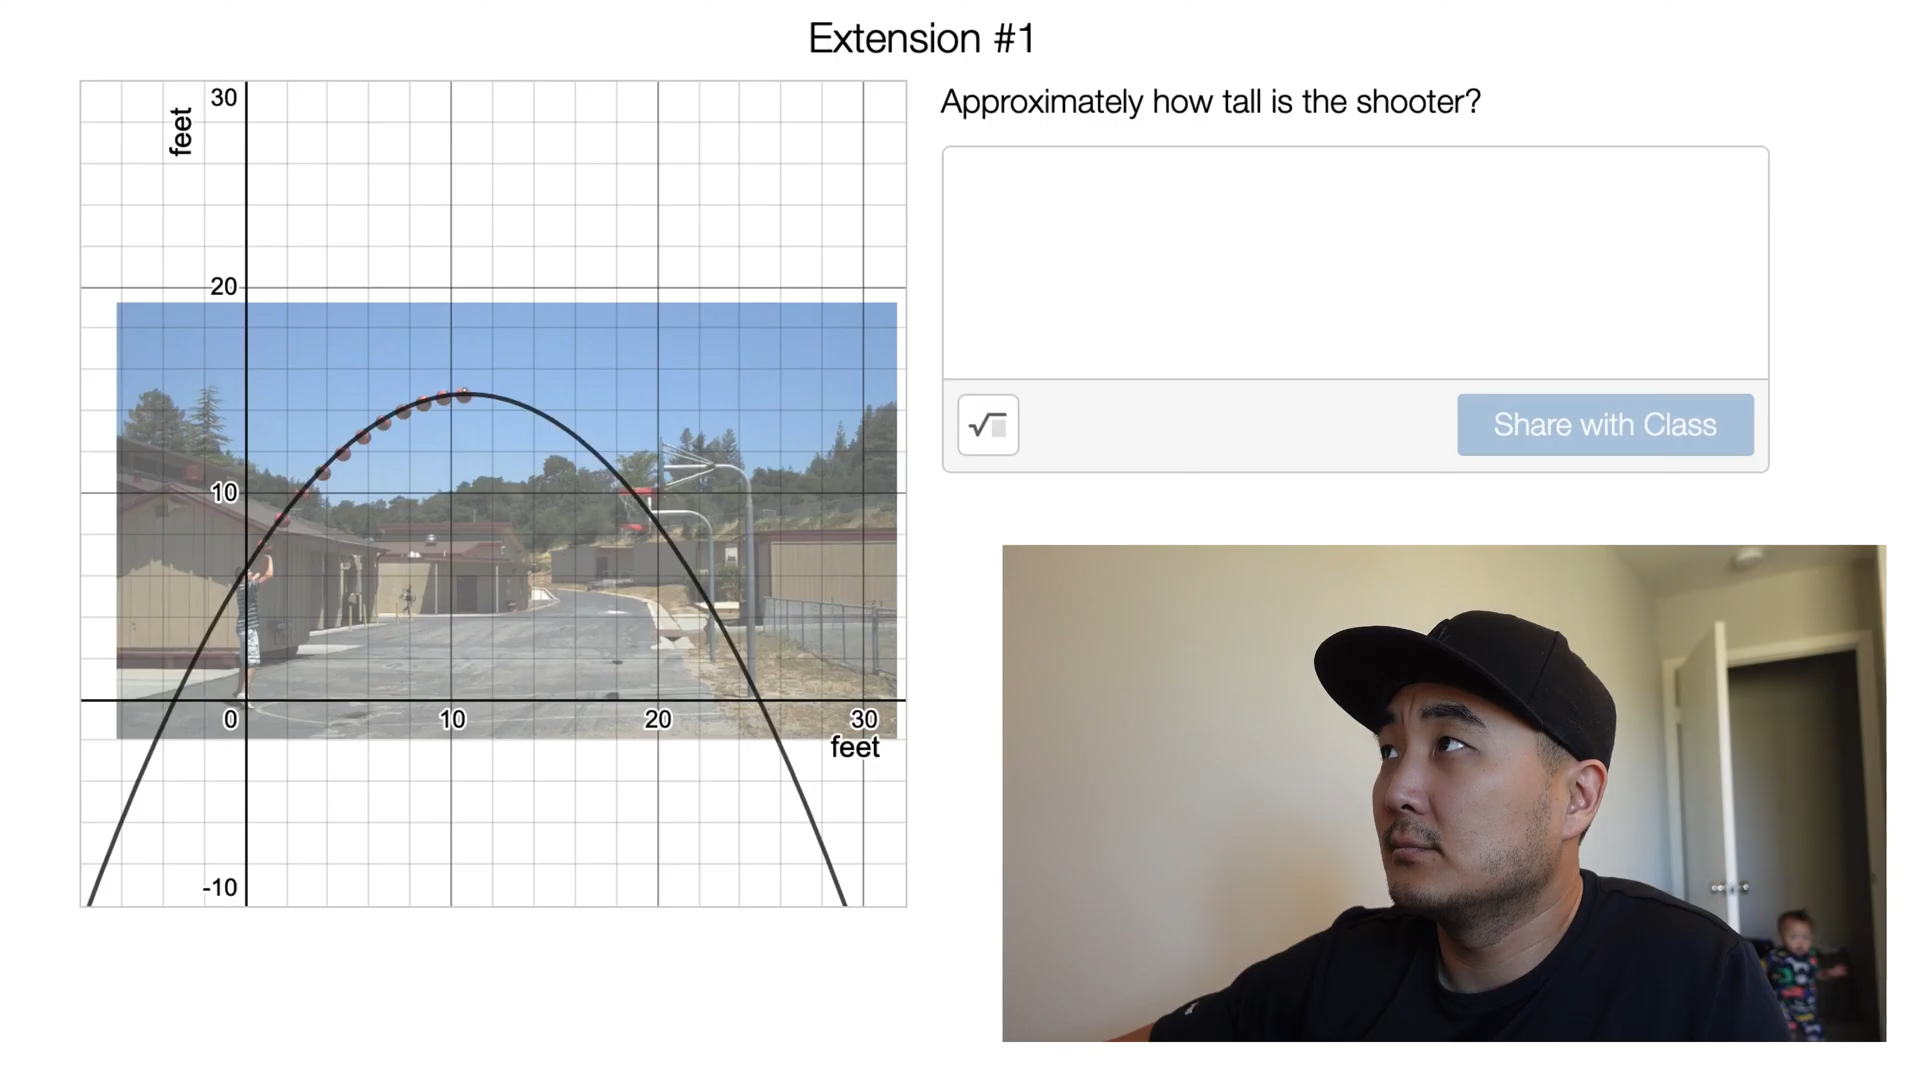 Extension #1
Approximately how tall is the shooter?
feet
30
20
10
0
10
20
30
feet
-10
√
Share with Class